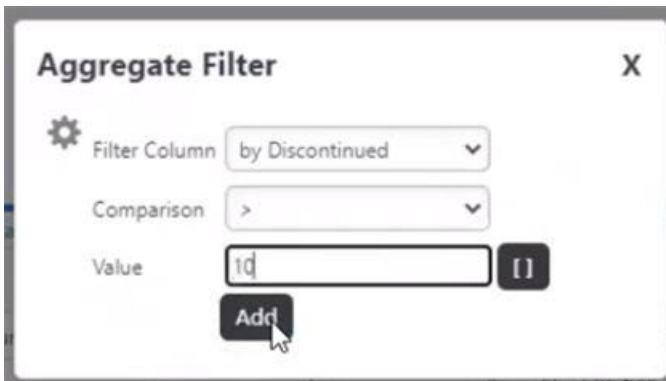 Aggregate Filter X
Filter Column by Discontinued
Comparison >
Value 10 []
Add